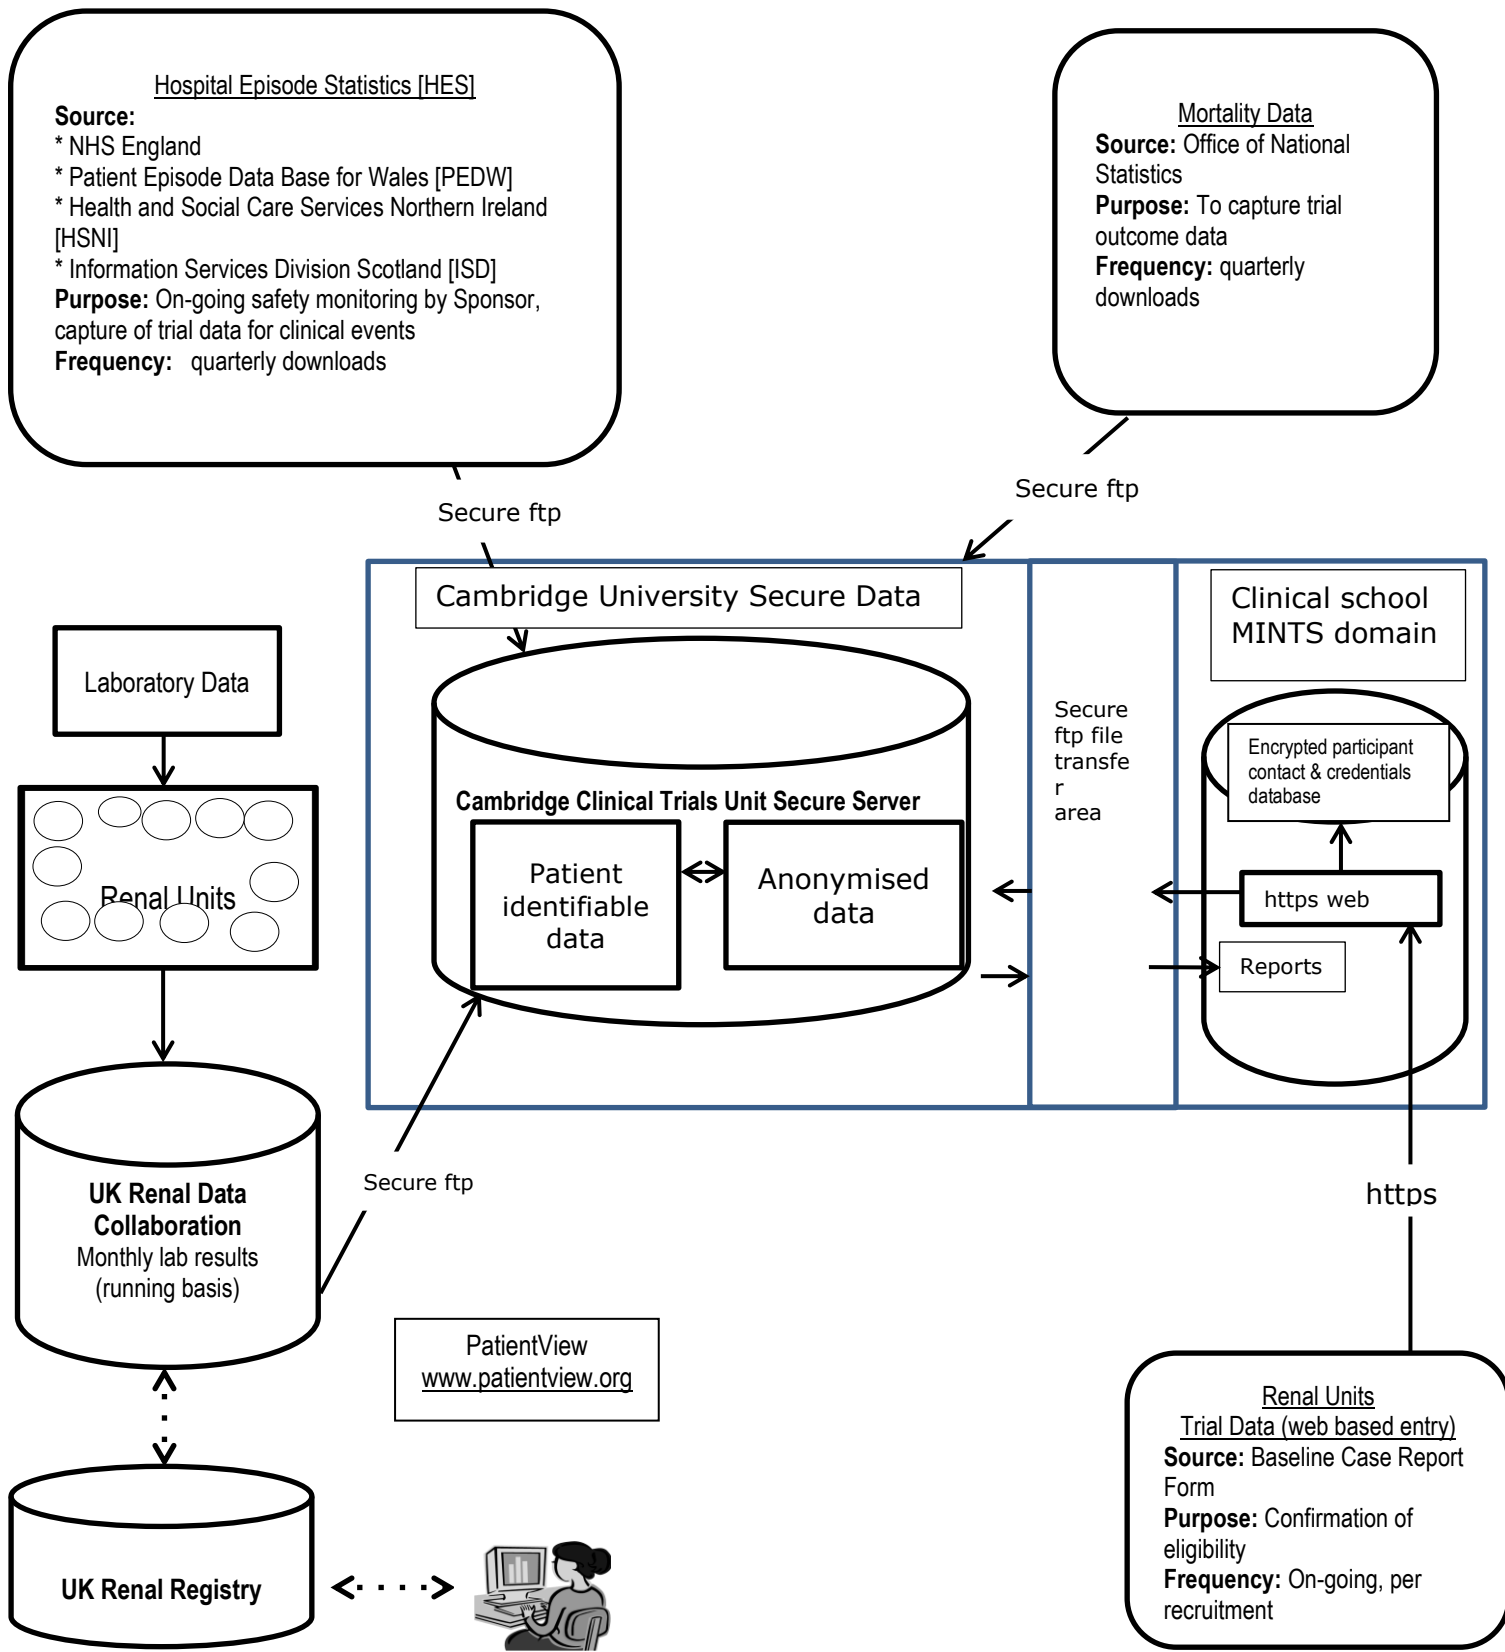 Hospital Episode Statistics [HES]
Source:
* NHS England
* Patient Episode Data Base for Wales [PEDW]
* Health and Social Care Services Northern Ireland
[HSNI]
* Information Services Division Scotland [ISD]
Purpose: On-going safety monitoring by Sponsor,
capture of trial data for clinical events
Frequency: quarterly downloads
Mortality Data
Source: Office of National
Statistics
Purpose: To capture trial
outcome data
Frequency: quarterly
downloads
Secure ftp
Secure ftp
Cambridge University Secure Data
Clinical school
MINTS domain
Laboratory Data
Renal Units
Cambridge Clinical Trials Unit Secure Server
Patient
identifiable
data
Anonymised
data
Secure
ftp file
transfe
r
area
Encrypted participant
contact & credentials
database
https web
Reports
UK Renal Data
Collaboration
Monthly lab results
(running basis)
Secure ftp
https
PatientView
www.patientview.org
UK Renal Registry
Renal Units
Trial Data (web based entry)
Source: Baseline Case Report
Form
Purpose: Confirmation of
eligibility
Frequency: On-going, per
recruitment